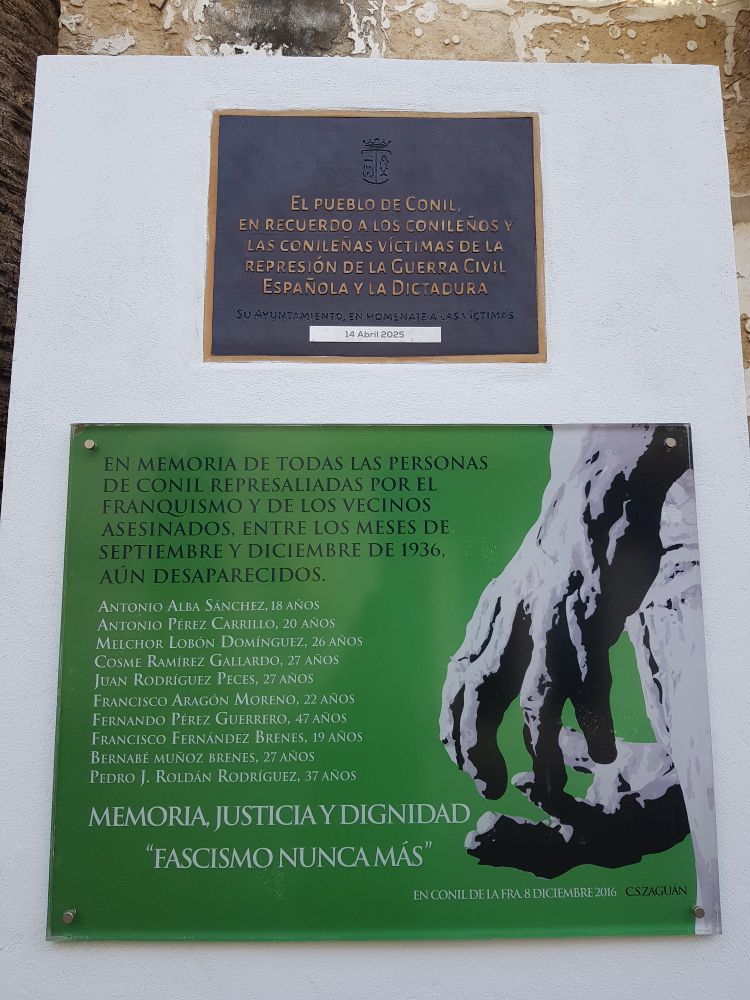 El pueblo de Conil,
en recuerdo a los conileños y
las conileñas víctimas de la
represión de la Guerra Civil
Española y la Dictadura
Su Ayuntamiento, en homenaje a las víctimas
14 Abril 2025
EN MEMORIA DE TODAS LAS PERSONAS
DE CONIL REPRESALIADAS POR EL
FRANQUISMO Y DE LOS VECINOS
ASESINADOS, ENTRE LOS MESES DE
SEPTIEMBRE Y DICIEMBRE DE 1936,
AÚN DESAPARECIDOS.
Antonio Alba Sánchez, 18 años
Antonio Pérez Carrillo, 20 años
Melchor Lobón Domínguez, 26 años
Cosme Ramírez Gallardo, 27 años
Juan Rodríguez Peces, 27 años
Francisco Aragón Moreno, 22 años
Fernando Pérez Guerrero, 47 años
Francisco Fernández Brenes, 19 años
Bernabé muñoz brenes, 27 años
Pedro J. Roldán Rodríguez, 37 años
MEMORIA, JUSTICIA Y DIGNIDAD
"FASCISMO NUNCA MÁS"
EN CONIL DE LA FRA. 8 DICIEMBRE 2016 C.S.ZAGUÁN